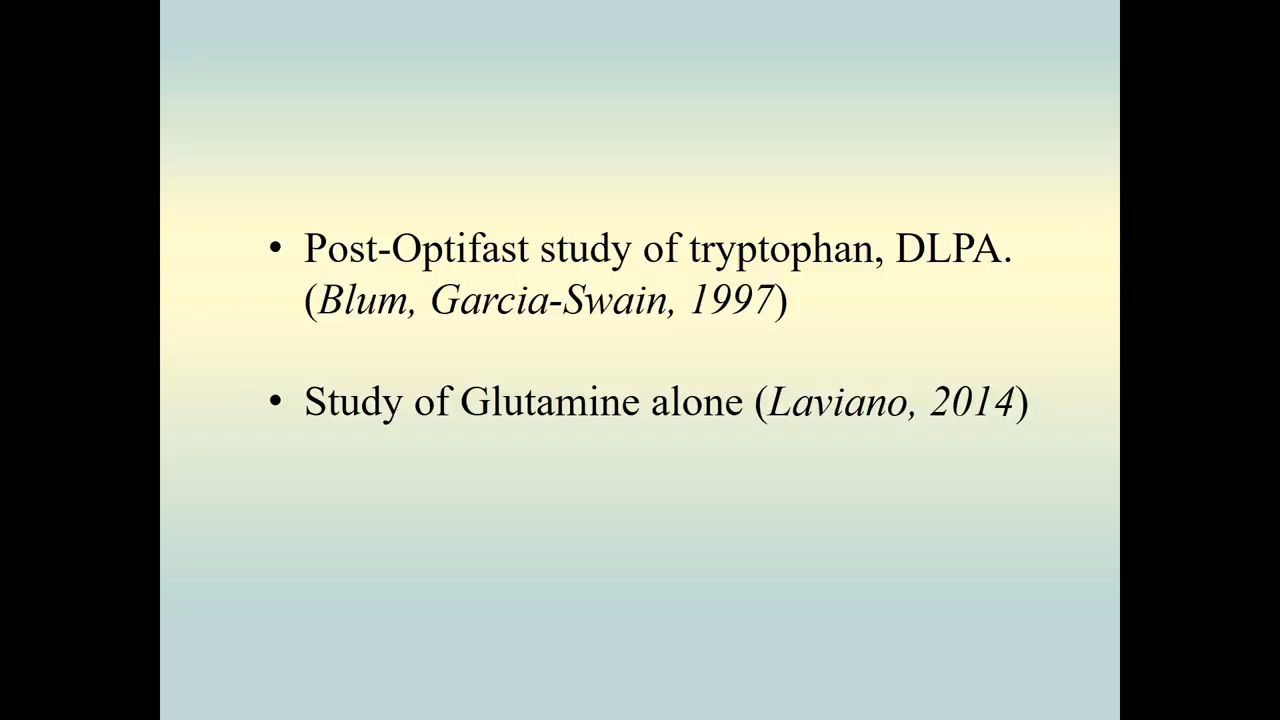 • Post-Optifast study of tryptophan, DLPA.
(Blum, Garcia-Swain, 1997)
• Study of Glutamine alone (Laviano, 2014)